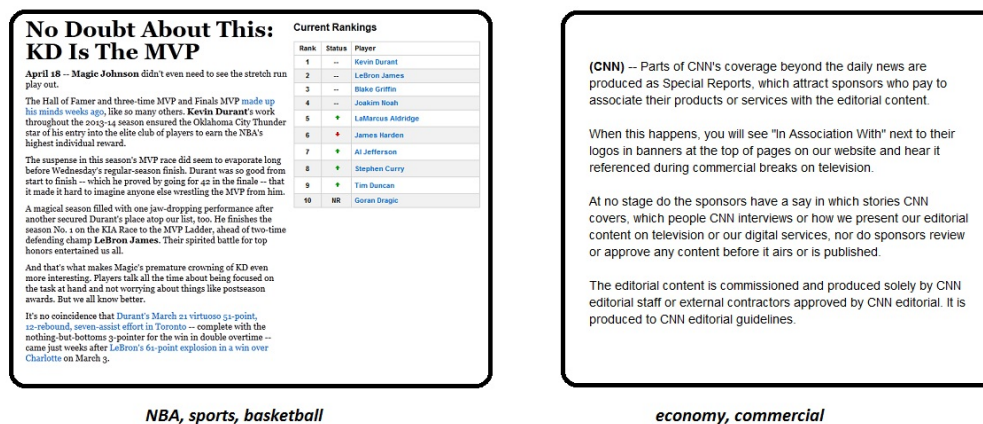 No Doubt About This:
KD Is The MVP
April 18 -- Magic Johnson didn't even need to see the stretch run
play out.
The Hall of Famer and three-time MVP and Finals MVP made up
his minds weeks ago, like so many others. Kevin Durant's work
throughout the 2013-14 season ensured the Oklahoma City Thunder
star of his entry into the elite club of players to earn the NBA's
highest individual reward.
The suspense in this season's MVP race did seem to evaporate long
before Wednesday's regular-season finish. Durant was so good from
start to finish -- which he proved by going for 42 in the finale -- that
it made it hard to imagine anyone else wrestling the MVP from him.
A magical season filled with one jaw-dropping performance after
another secured Durant's place atop our list, too. He finishes the
season No. 1 on the KIA Race to the MVP Ladder, ahead of two-time
defending champ LeBron James. Their spirited battle for top
honors entertained us all.
And that's what makes Magic's premature crowning of KD even
more interesting. Players talk all the time about being focused on
the task at hand and not worrying about things like postseason
awards. But we all know better.
It's no coincidence that Durant's March 21 virtuoso 51-point,
12-rebound, seven-assist effort in Toronto -- complete with the
nothing-but-bottoms 3-pointer for the win in double overtime --
came just weeks after LeBron's 61-point explosion in a win over
Charlotte on March 3.
Current Rankings
Rank Status Player
1 -- Kevin Durant
2 -- LeBron James
3 -- Blake Griffin
4 -- Joakim Noah
5 LaMarcus Aldridge
6 James Harden
7 Al Jefferson
8 Stephen Curry
9 Tim Duncan
10 NR Goran Dragic
NBA, sports, basketball
(CNN) -- Parts of CNN's coverage beyond the daily news are
produced as Special Reports, which attract sponsors who pay to
associate their products or services with the editorial content.
When this happens, you will see "In Association With" next to their
logos in banners at the top of pages on our website and hear it
referenced during commercial breaks on television.
At no stage do the sponsors have a say in which stories CNN
covers, which people CNN interviews or how we present our editorial
content on television or our digital services, nor do sponsors review
or approve any content before it airs or is published.
The editorial content is commissioned and produced solely by CNN
editorial staff or external contractors approved by CNN editorial. It is
produced to CNN editorial guidelines.
economy, commercial